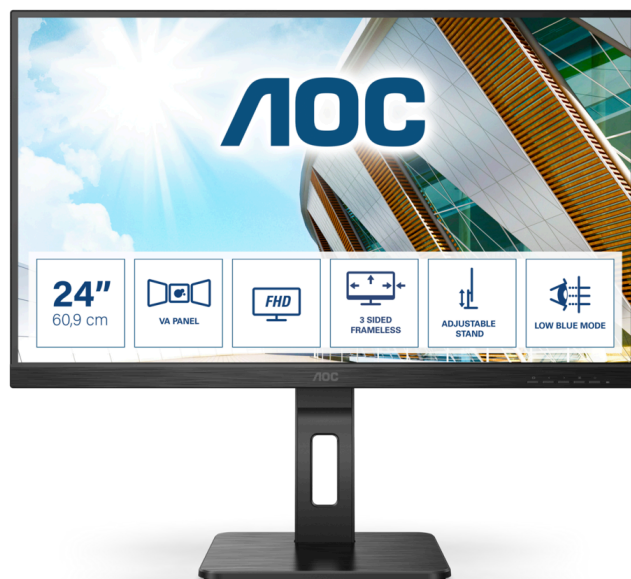 AOC
24"
60,9 cm
VA PANEL
FHD
3 SIDED
FRAMELESS
ADJUSTABLE
STAND
LOW BLUE MODE
AOC